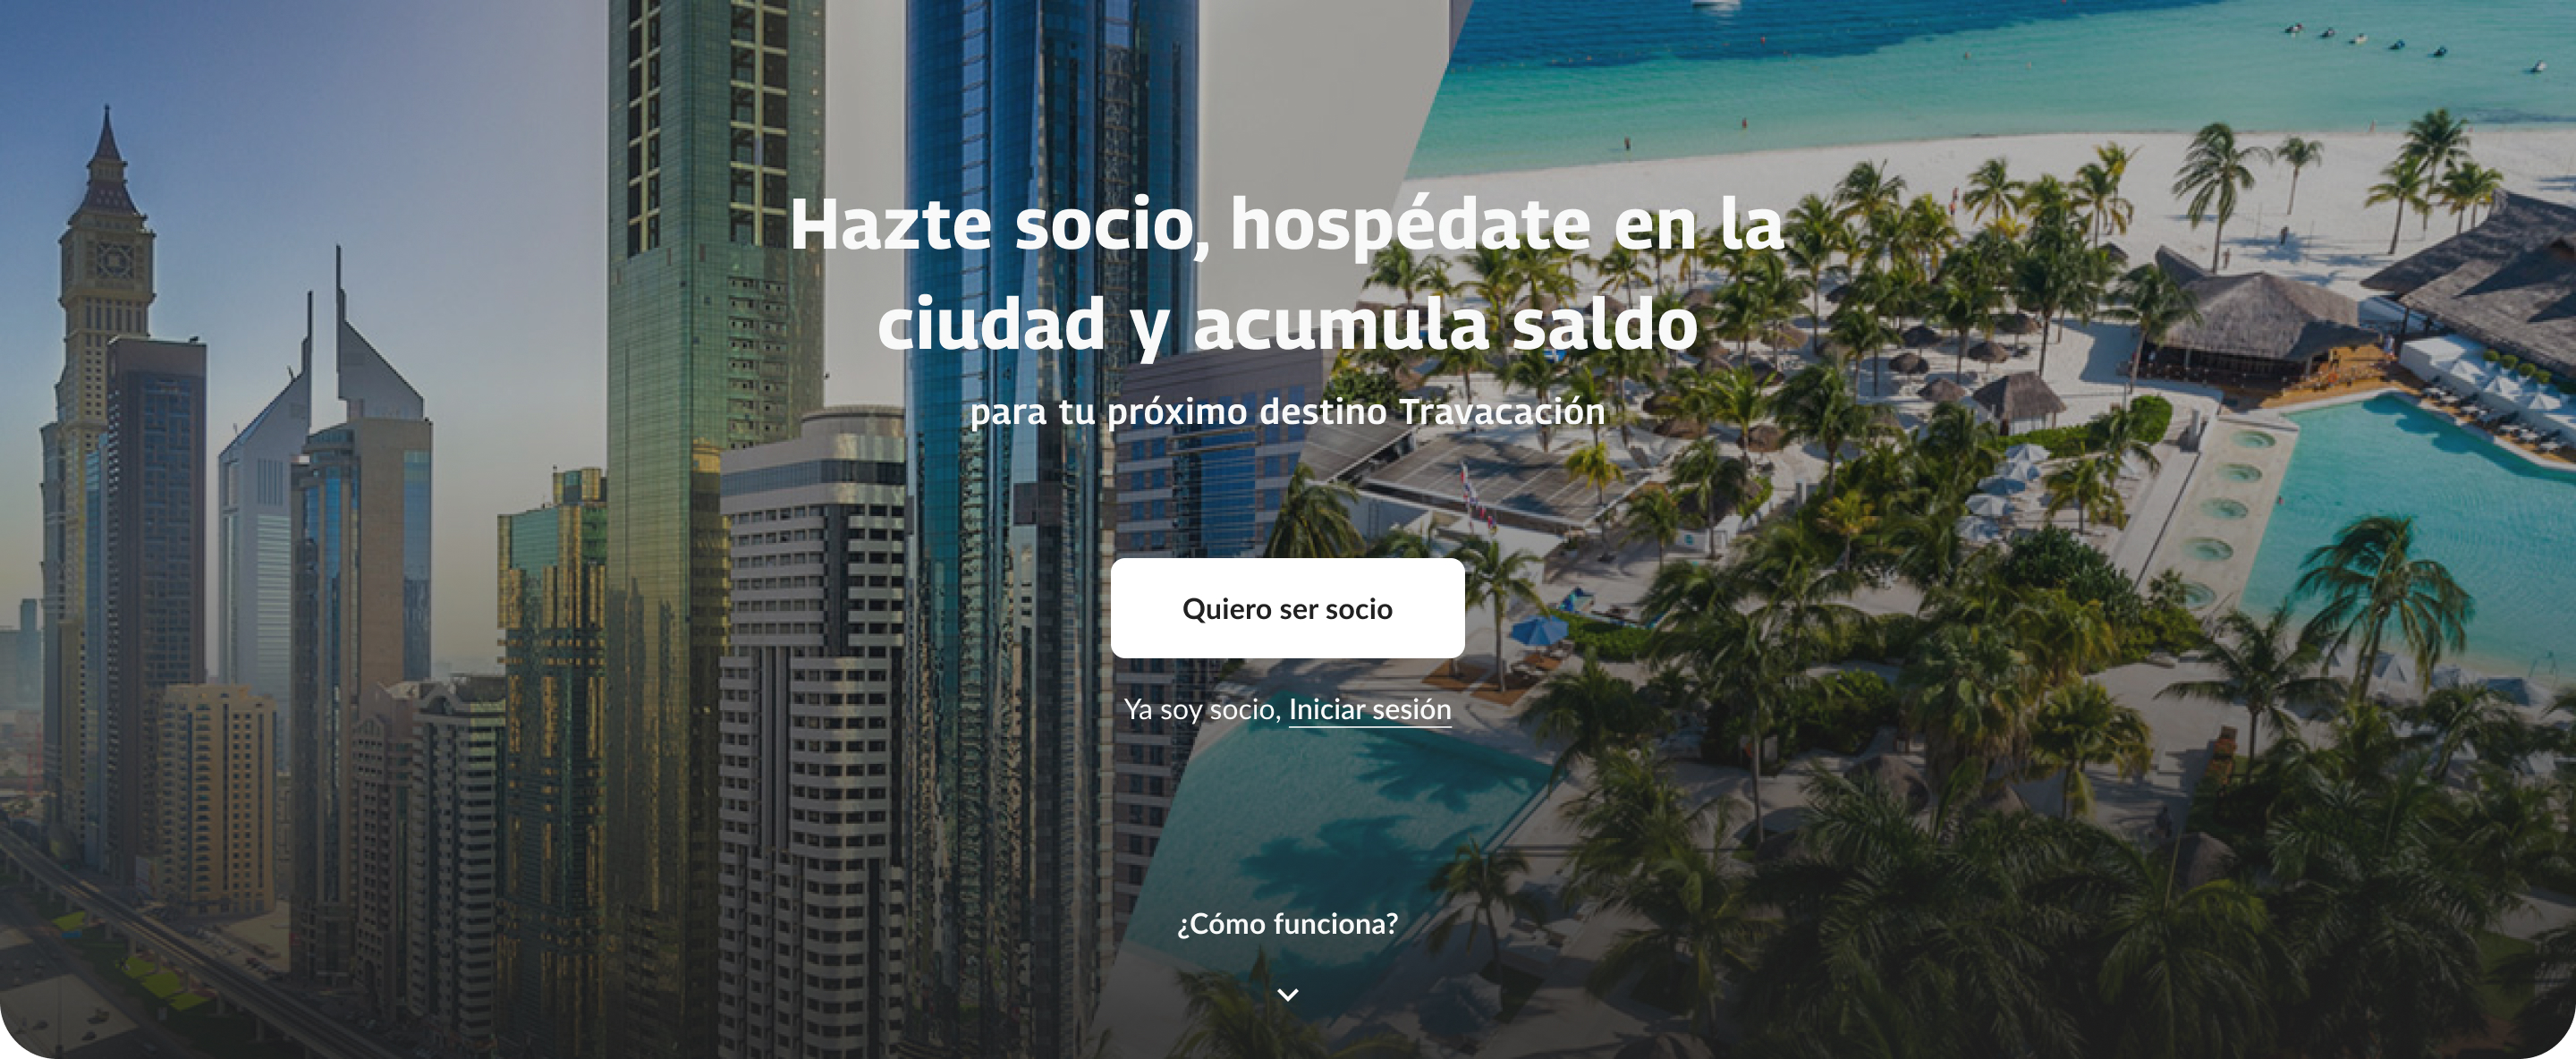 Hazte socio, hospédate en la
ciudad y acumula saldo
para tu próximo destino Travacación
Quiero ser socio
Ya soy socio, Iniciar sesión
¿Cómo funciona?